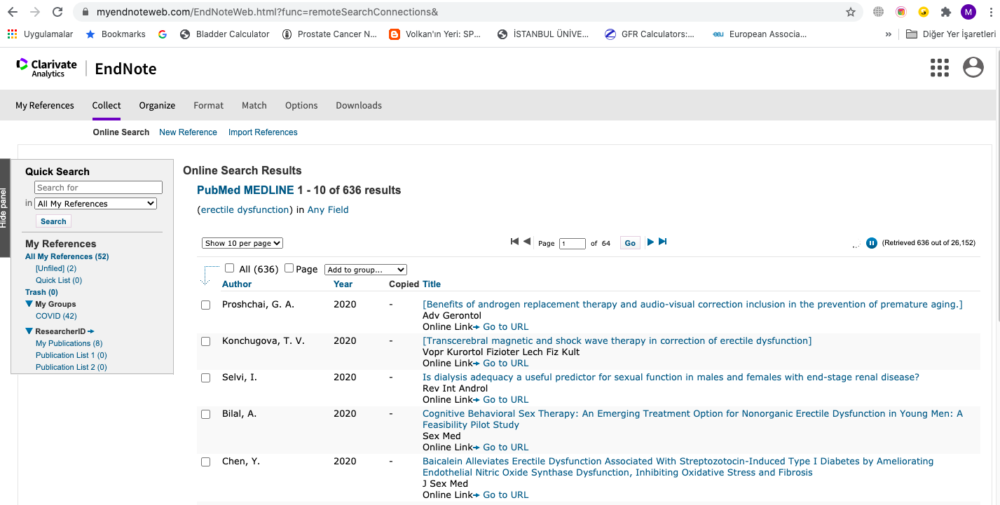 myendnoteweb.com/EndNoteWeb.html?func=remoteSearchConnections&
M
Uygulamalar Bookmarks Bladder Calculator Prostate Cancer N... Volkan'ın Yeri: SP... İSTANBUL ÜNİVE... GFR Calculators:... European Associa... » Diğer Yer İşaretleri
Clarivate Analytics | EndNote
My References Collect Organize Format Match Options Downloads
Online Search New Reference Import References
Hide panel
Quick Search
Search for
in All My References
Search
My References
All My References (52)
[Unfiled] (2)
Quick List (0)
Trash (0)
My Groups
COVID (42)
ResearcherID
My Publications (8)
Publication List 1 (0)
Publication List 2 (0)
Online Search Results
PubMed MEDLINE 1 - 10 of 636 results
(erectile dysfunction) in Any Field
Show 10 per page Page 1 of 64 Go (Retrieved 636 out of 26,152)
All (636) Page Add to group...
Author Year Copied Title
Proshchai, G. A. 2020 - [Benefits of androgen replacement therapy and audio-visual correction inclusion in the prevention of premature aging.]
Adv Gerontol
Online Link Go to URL
Konchugova, T. V. 2020 - [Transcerebral magnetic and shock wave therapy in correction of erectile dysfunction]
Vopr Kurortol Fizioter Lech Fiz Kult
Online Link Go to URL
Selvi, I. 2020 - Is dialysis adequacy a useful predictor for sexual function in males and females with end-stage renal disease?
Rev Int Androl
Online Link Go to URL
Bilal, A. 2020 - Cognitive Behavioral Sex Therapy: An Emerging Treatment Option for Nonorganic Erectile Dysfunction in Young Men: A
Feasibility Pilot Study
Sex Med
Online Link Go to URL
Chen, Y. 2020 - Baicalein Alleviates Erectile Dysfunction Associated With Streptozotocin-Induced Type I Diabetes by Ameliorating
Endothelial Nitric Oxide Synthase Dysfunction, Inhibiting Oxidative Stress and Fibrosis
J Sex Med
Online Link Go to URL